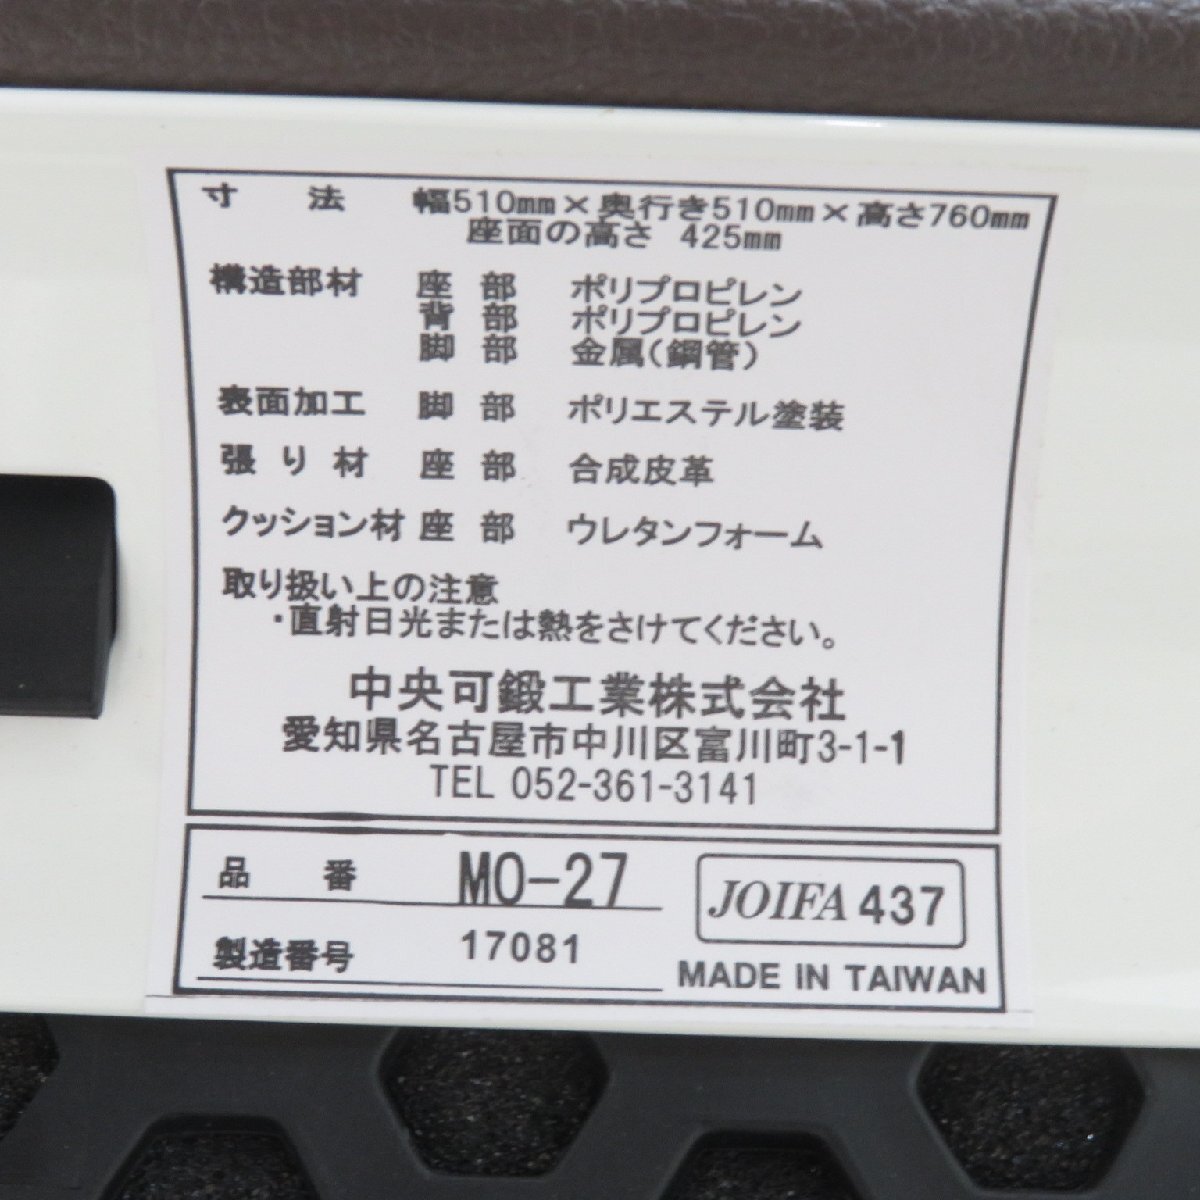 寸 法 幅510mm×奥行き510mm×高さ760mm
座面の高さ 425mm
構造部材 座 部 ポリプロピレン
背 部 ポリプロピレン
脚 部 金属(鋼管)
表面加工 脚 部 ポリエステル塗装
張 り 材 座 部 合成皮革
クッション材 座 部 ウレタンフォーム
取り扱い上の注意
・直射日光または熱をさけてください。
中央可鍛工業株式会社
愛知県名古屋市中川区富川町3-1-1
TEL 052-361-3141
品 番 MO-27
製造番号 17081
JOIFA 437
MADE IN TAIWAN